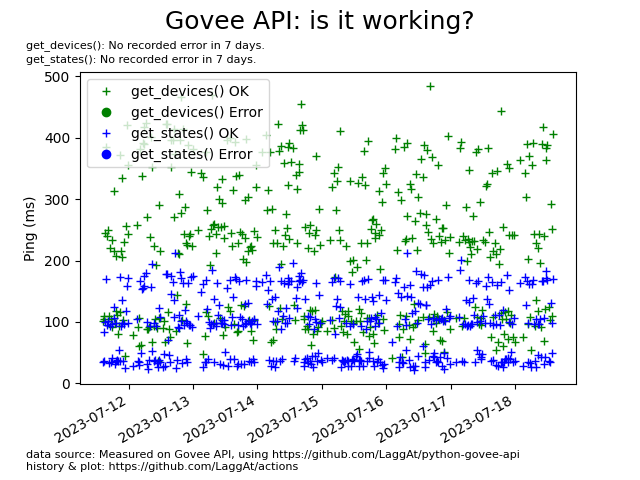 Govee API: is it working?
get_devices(): No recorded error in 7 days.
get_states(): No recorded error in 7 days.
500
400
300
200
100
0
Ping (ms)
get_devices() OK
get_devices() Error
get_states() OK
get_states() Error
2023-07-12
2023-07-13
2023-07-14
2023-07-15
2023-07-16
2023-07-17
2023-07-18
data source: Measured on Govee API, using https://github.com/LaggAt/python-govee-api
history & plot: https://github.com/LaggAt/actions